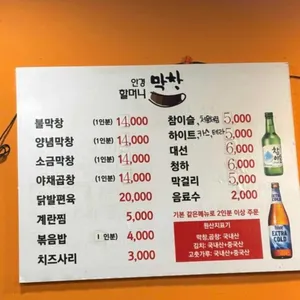 안경
할머니 막창
불막창 (1인분) 14,000
양념막창 (1인분) 14,000
소금막창 (1인분) 14,000
야채곱창 (1인분) 14,000
닭발편육 20,000
계란찜 5,000
볶음밥 (1인분) 4,000
치즈사리 3,000
참이슬 5,000
하이트 5,000
대선 6,000
청하 6,000
막걸리 5,000
음료수 2,000
기본 같은메뉴로 2인분 이상 주문
원산지표기
막창,곱창: 국내산
김치: 국내산+중국산
고춧가루: 국내산+중국산
EXTRA
COLD